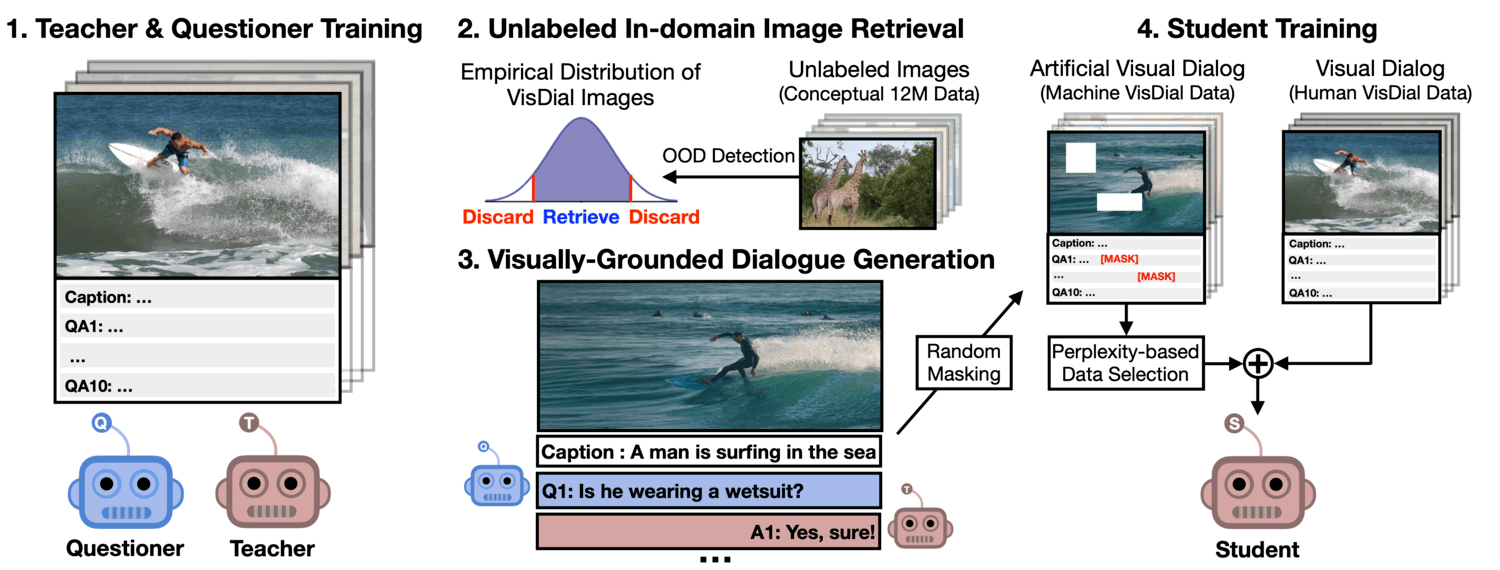 1. Teacher & Questioner Training
Caption: ...
QA1: ...
...
QA10: ...
Q
T
Questioner
Teacher
2. Unlabeled In-domain Image Retrieval
Empirical Distribution of
VisDial Images
Unlabeled Images
(Conceptual 12M Data)
OOD Detection
Discard Retrieve Discard
3. Visually-Grounded Dialogue Generation
Caption : A man is surfing in the sea
Q
Q1: Is he wearing a wetsuit?
T
A1: Yes, sure!
...
Random
Masking
4. Student Training
Artificial Visual Dialog
(Machine VisDial Data)
Caption: ...
QA1: ... [MASK]
... [MASK]
QA10: ...
Visual Dialog
(Human VisDial Data)
Caption: ...
QA1: ...
...
QA10: ...
Perplexity-based
Data Selection
S
Student